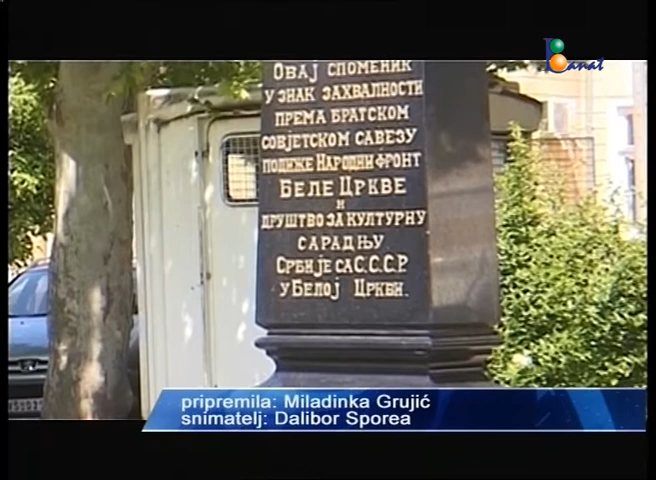 Banat
ОВАЈ СПОМЕНИК
У ЗНАК ЗАХВАЛНОСТИ
ПРЕМА БРАТСКОМ
СОВЈЕТСКОМ САВЕЗУ
ПОДИЖЕ НАРОДНИ ФРОНТ
БЕЛЕ ЦРКВЕ
И
ДРУШТВО ЗА КУЛТУРНУ
САРАДЊУ
СРБИЈЕ СА С.С.С.Р.
У БЕЛОЈ ЦРКВИ.
pripremila: Miladinka Grujić
snimatelj: Dalibor Sporea